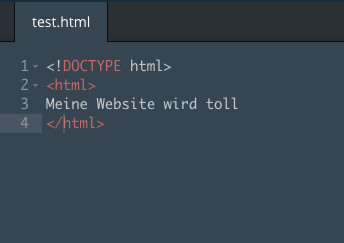 test.html
1 <!DOCTYPE html>
2 <html>
3 Meine Website wird toll
4 </html>